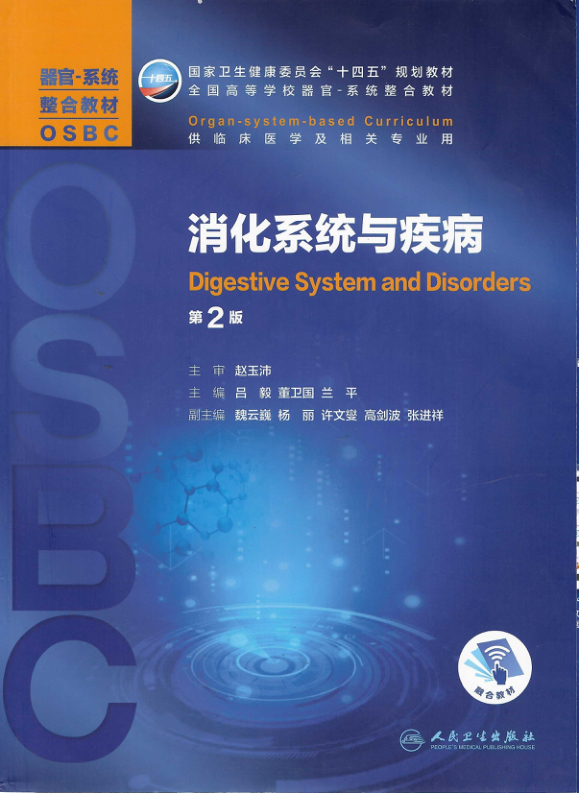 器官-系统
整合教材
OSBC
十四五
国家卫生健康委员会“十四五”规划教材
全国高等学校器官-系统整合教材
Organ-system-based Curriculum
供临床医学及相关专业用
OSBC
消化系统与疾病
Digestive System and Disorders
第2版
主 审 赵玉沛
主 编 吕 毅 董卫国 兰 平
副主编 魏云巍 杨 丽 许文燮 高剑波 张进祥
融合教材
人民卫生出版社
PEOPLE'S MEDICAL PUBLISHING HOUSE